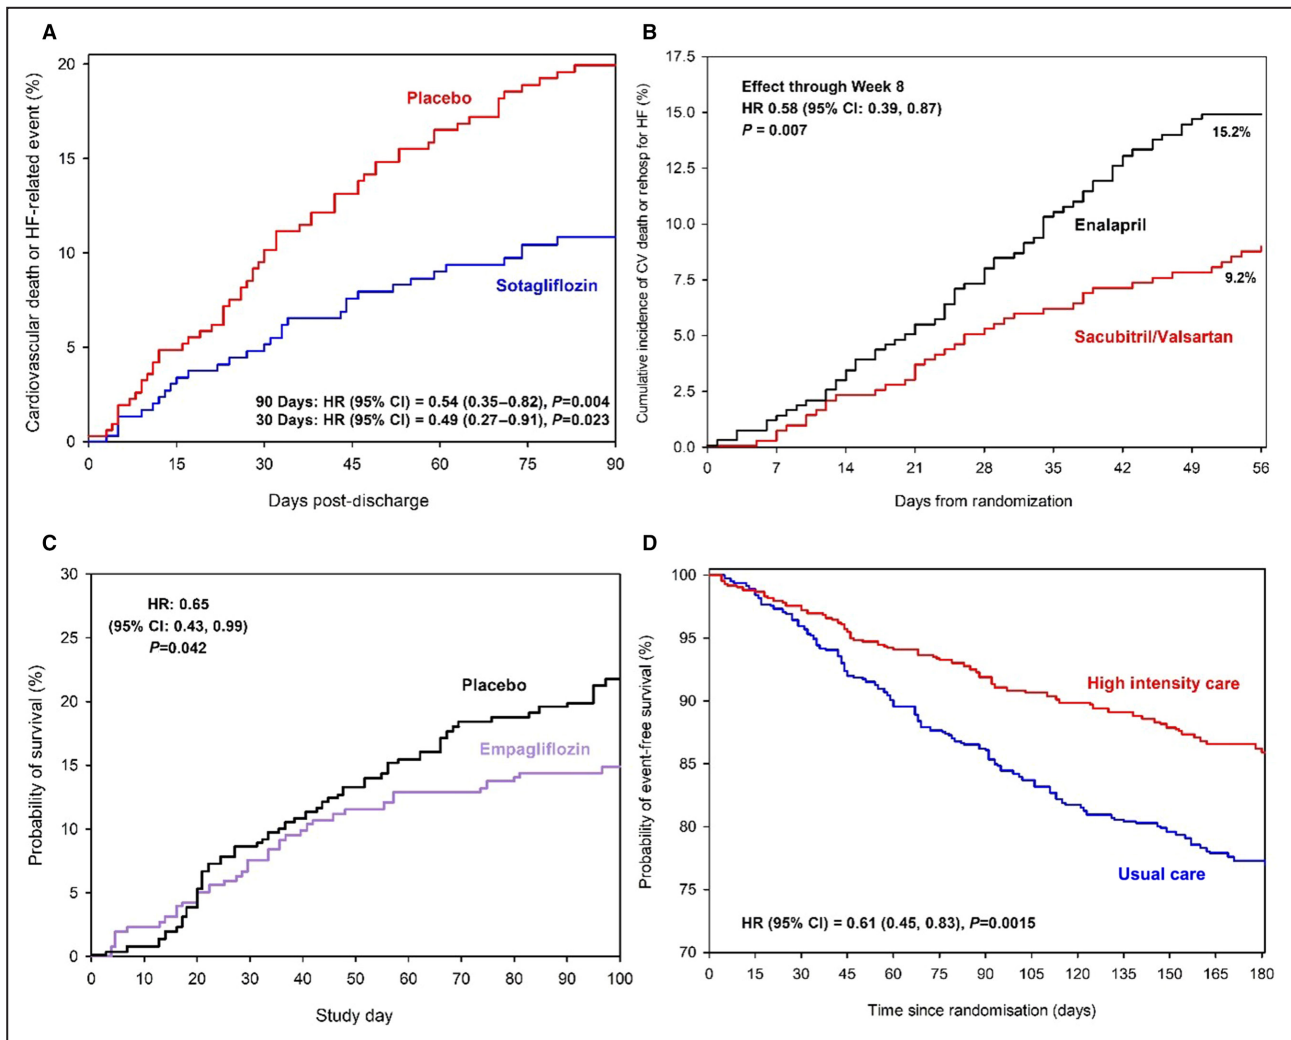 A
Cardiovascular death or HF-related event (%)
20
15
10
5
0
Placebo
Sotagliflozin
90 Days: HR (95% CI) = 0.54 (0.35–0.82), P=0.004
30 Days: HR (95% CI) = 0.49 (0.27–0.91), P=0.023
0 15 30 45 60 75 90
Days post-discharge
B
Cumulative incidence of CV death or rehosp for HF (%)
17.5
15.0
12.5
10.0
7.5
5.0
2.5
0.0
Effect through Week 8
HR 0.58 (95% CI: 0.39, 0.87)
P = 0.007
15.2%
Enalapril
9.2%
Sacubitril/Valsartan
0 7 14 21 28 35 42 49 56
Days from randomization
C
Probability of survival (%)
30
25
20
15
10
5
0
HR: 0.65
(95% CI: 0.43, 0.99)
P=0.042
Placebo
Empagliflozin
0 10 20 30 40 50 60 70 80 90 100
Study day
D
Probability of event-free survival (%)
100
95
90
85
80
75
70
High intensity care
Usual care
HR (95% CI) = 0.61 (0.45, 0.83), P=0.0015
0 15 30 45 60 75 90 105 120 135 150 165 180
Time since randomisation (days)